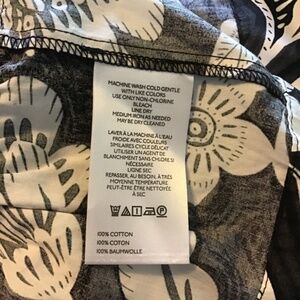 MACHINE WASH COLD GENTLE
WITH LIKE COLORS
USE ONLY NON-CHLORINE
BLEACH
LINE DRY
MEDIUM IRON AS NEEDED
MAY BE DRY CLEANED
LAVER À LA MACHINE À L'EAU
FROIDE AVEC COULEURS
SIMILAIRES CYCLE DÉLICAT
UTILISER UN AGENT DE
BLANCHIMENT SANS CHLORE SI
NÉCESSAIRE
LIGNE SEC
REPASSER, AU BESOIN, À TRÈS
MOYENNE TEMPERATURE
PEUT-ÊTRE ÊTRE NETTOYÉE
À SEC
100% COTTON
100% COTON
100% BAUMWOLLE